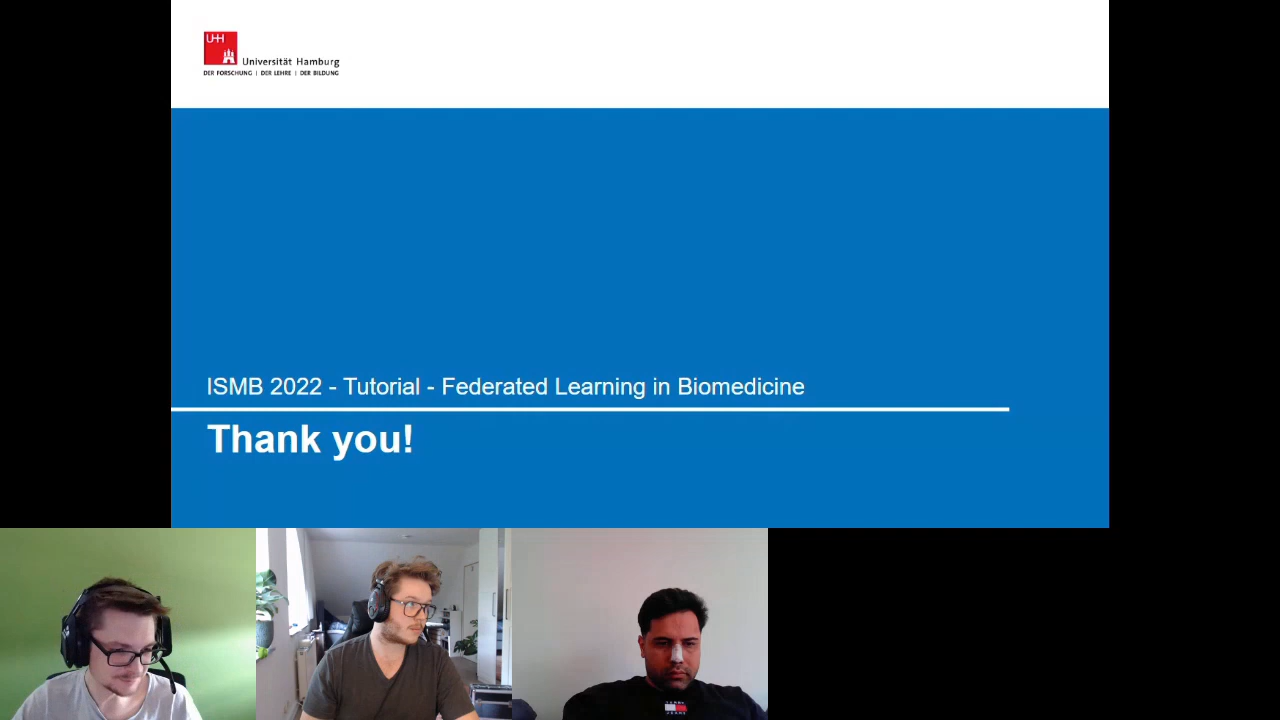 UHH
Universität Hamburg
DER FORSCHUNG | DER LEHRE | DER BILDUNG
ISMB 2022 - Tutorial - Federated Learning in Biomedicine
Thank you!